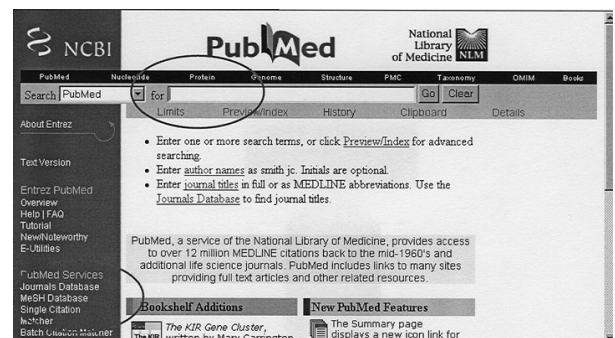 NCBI
PubMed
National
Library
of Medicine NLM
PubMed Nucleotide Protein Genome Structure PMC Taxonomy OMIM Books
Search PubMed for Go Clear
Limits Preview/Index History Clipboard Details
About Entrez
Text Version
Entrez PubMed
Overview
Help | FAQ
Tutorial
New/Noteworthy
E-Utilities
PubMed Services
Journals Database
MeSH Database
Single Citation
Matcher
Batch Citation Matcher
• Enter one or more search terms, or click Preview/Index for advanced
searching.
• Enter author names as smith jc. Initials are optional.
• Enter journal titles in full or as MEDLINE abbreviations. Use the
Journals Database to find journal titles.
PubMed, a service of the National Library of Medicine, provides access
to over 12 million MEDLINE citations back to the mid-1960's and
additional life science journals. PubMed includes links to many sites
providing full text articles and other related resources.
Bookshelf Additions
The KIR Gene Cluster,
written by Mary Carrington
The KIR
New PubMed Features
The Summary page
displays a new icon link for